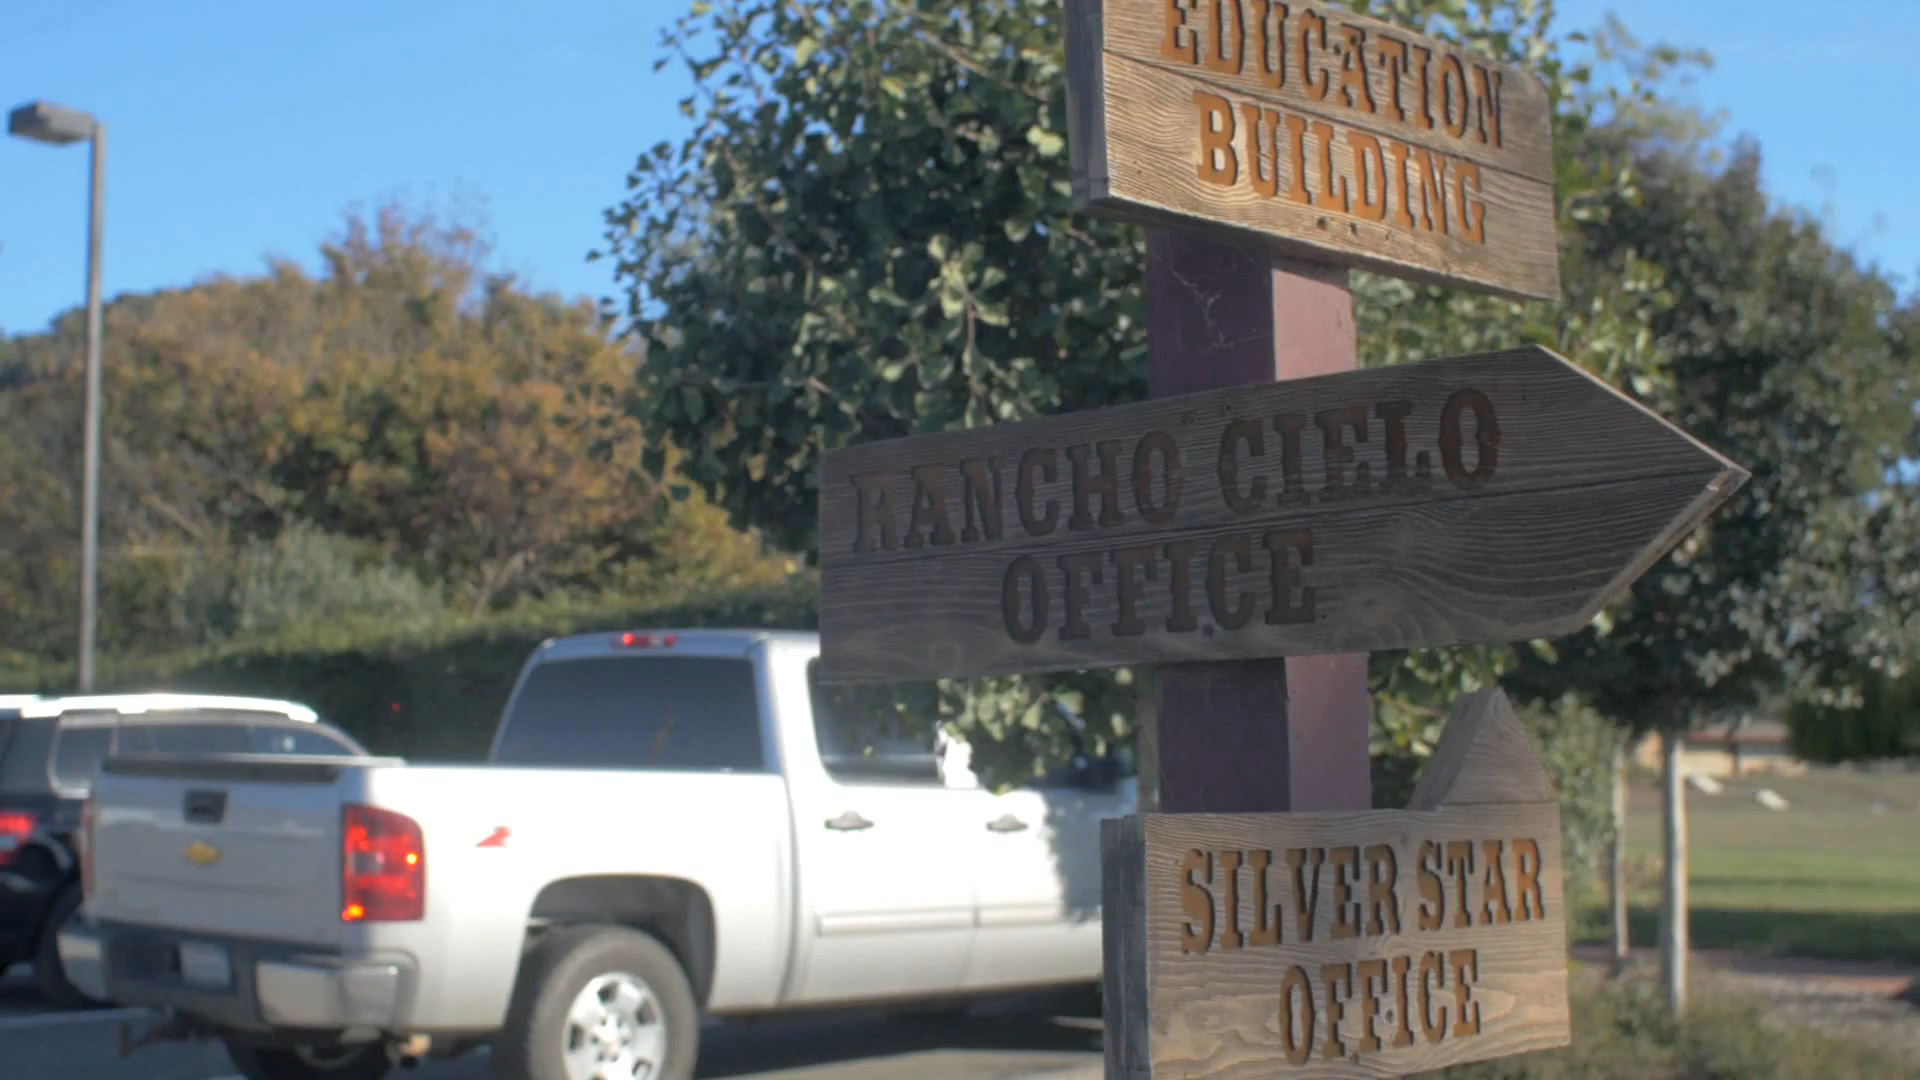 EDUCATION
BUILDING
RANCHO CIELO
OFFICE
SILVER STAR
OFFICE